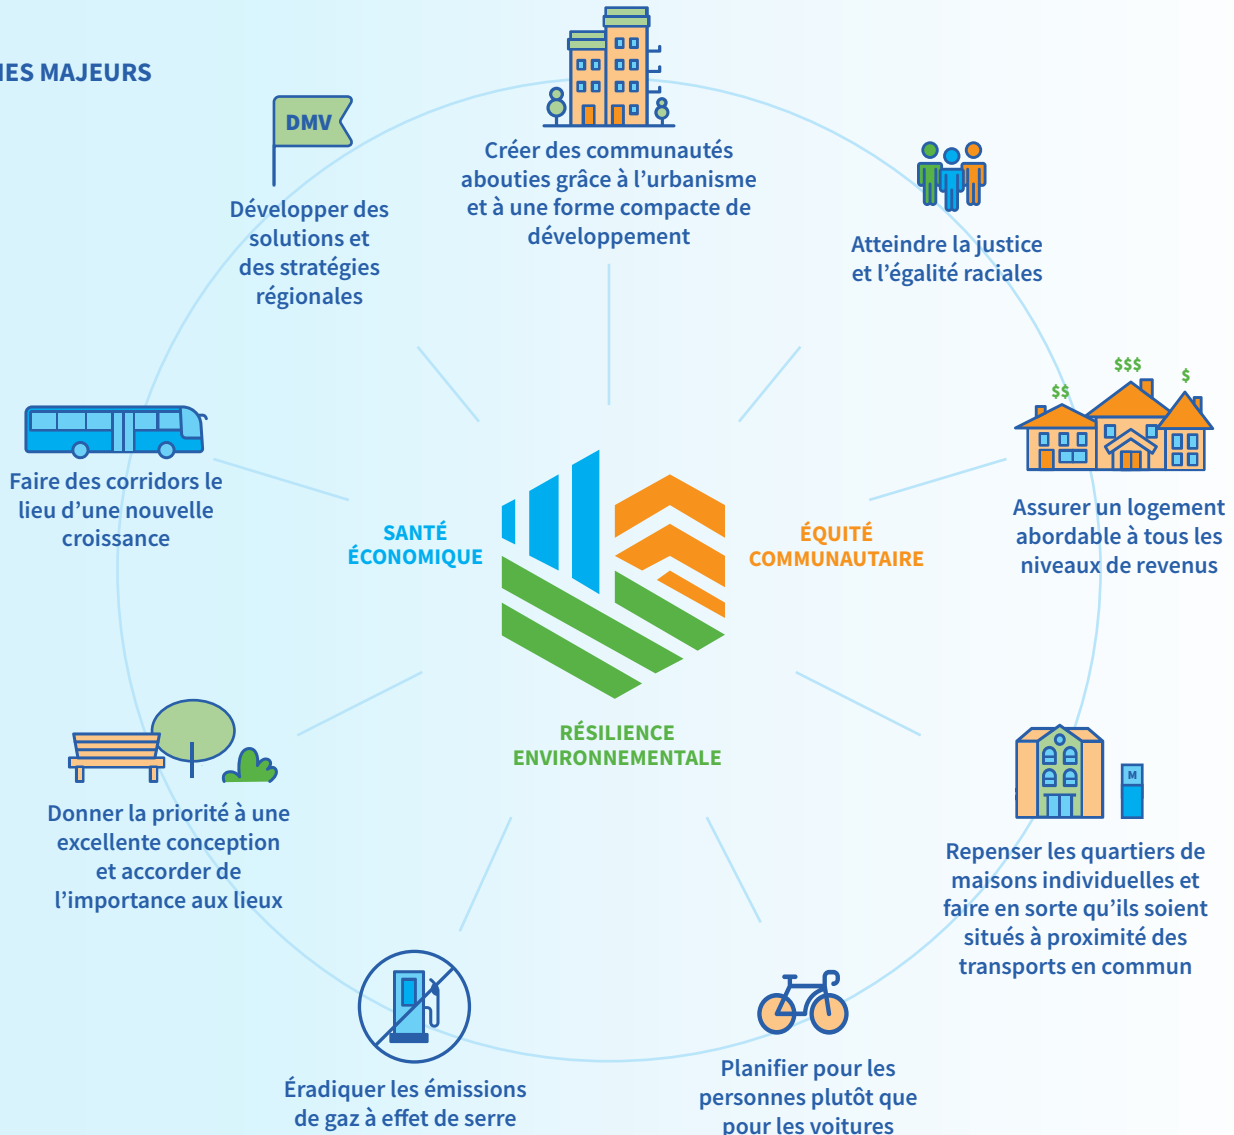 MAJEURS
DMV
Développer des
solutions et
des stratégies
régionales
Créer des communautés
abouties grâce à l’urbanisme
et à une forme compacte de
développement
Atteindre la justice
et l’égalité raciales
$$
$$$
$
Assurer un logement
abordable à tous les
niveaux de revenus
Faire des corridors le
lieu d’une nouvelle
croissance
SANTÉ
ÉCONOMIQUE
ÉQUITÉ
COMMUNAUTAIRE
RÉSILIENCE
ENVIRONNEMENTALE
M
Repenser les quartiers de
maisons individuelles et
faire en sorte qu’ils soient
situés à proximité des
transports en commun
Donner la priorité à une
excellente conception
et accorder de
l’importance aux lieux
Éradiquer les émissions
de gaz à effet de serre
Planifier pour les
personnes plutôt que
pour les voitures